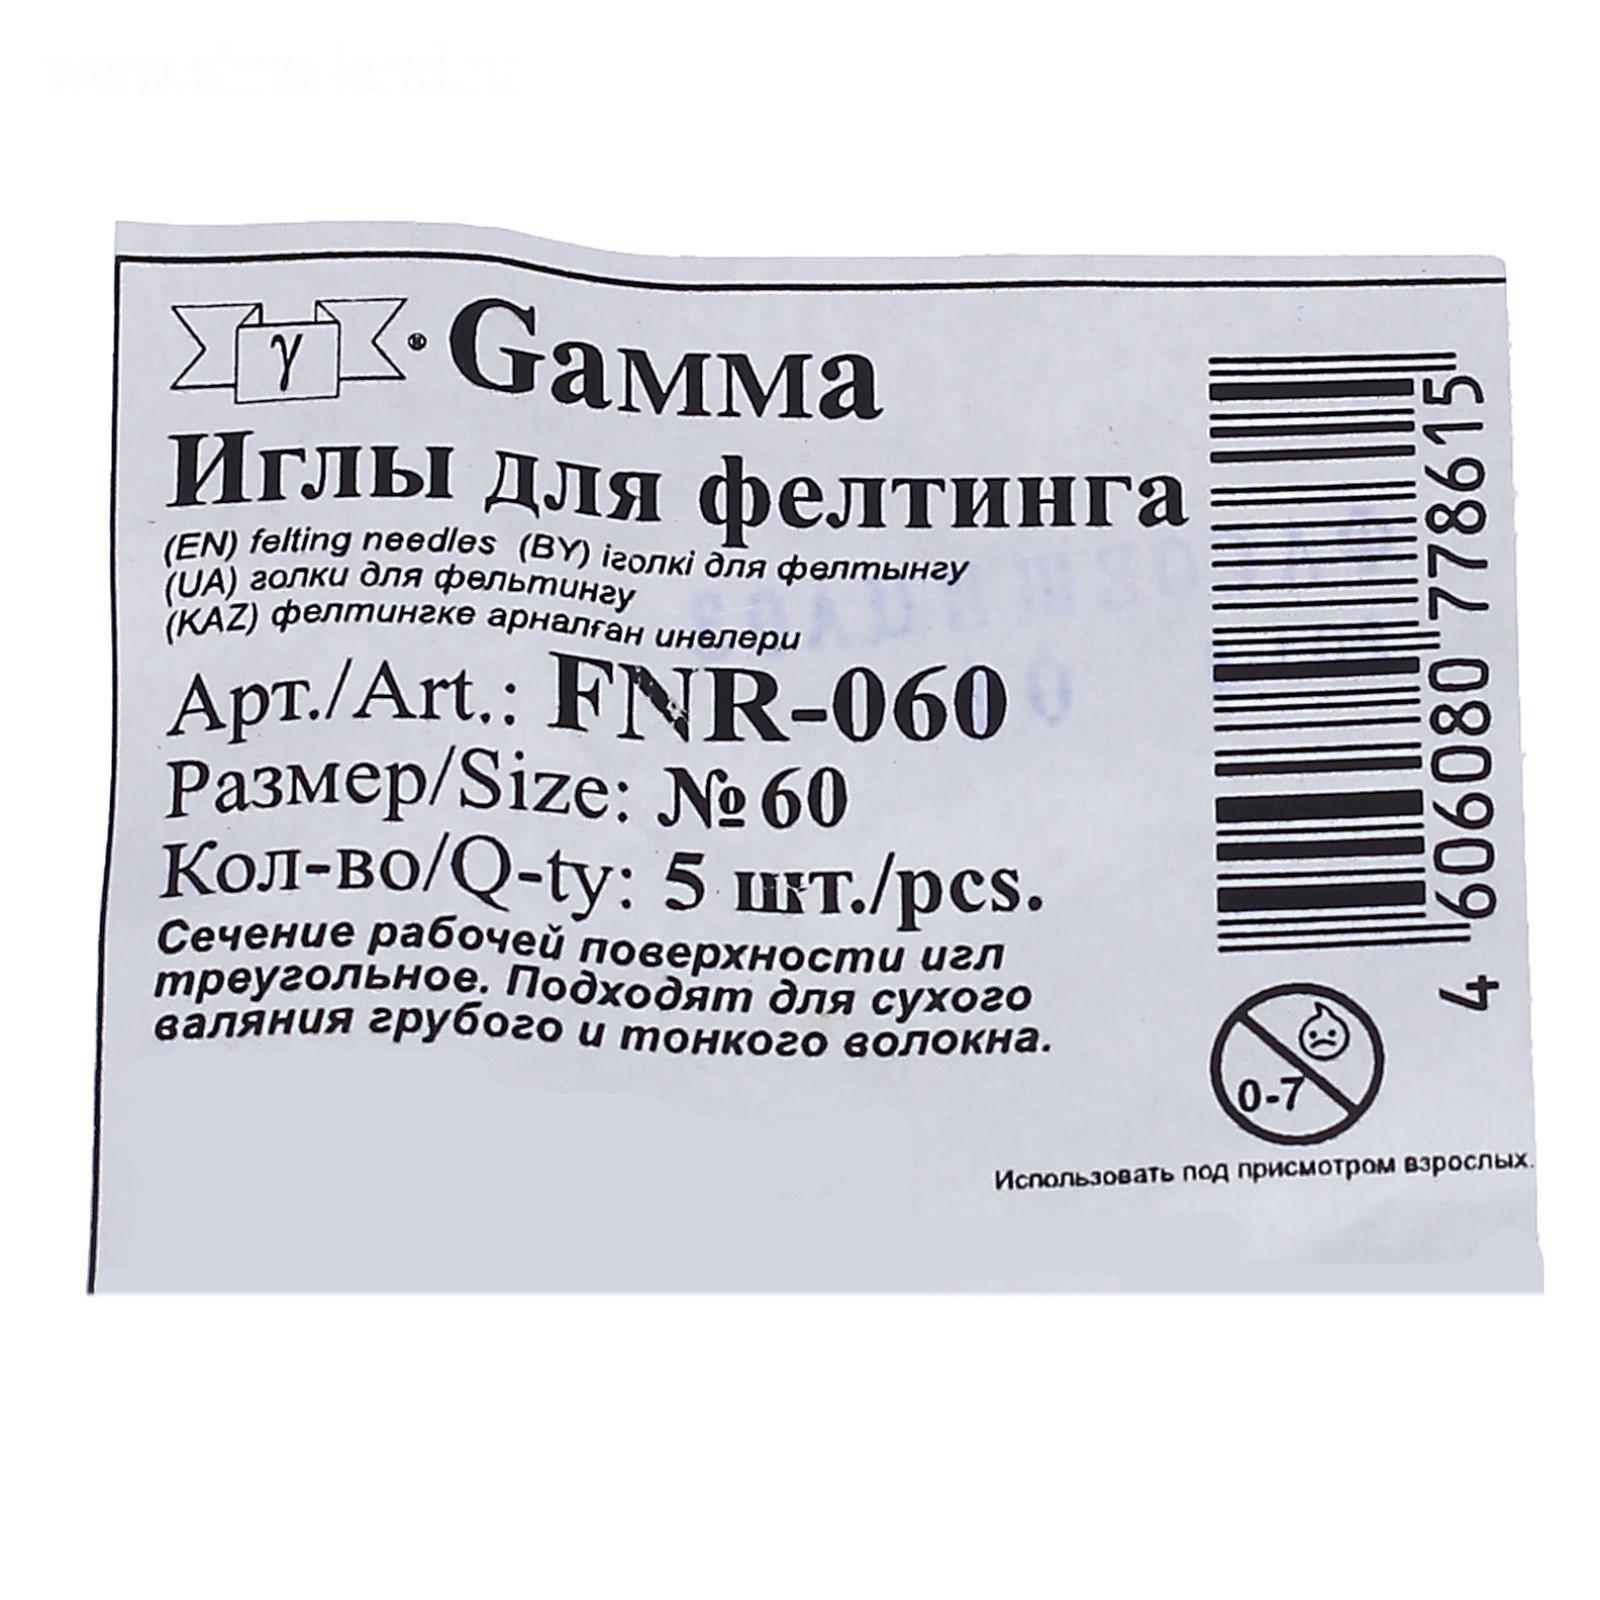 γ ® Gамма
Иглы для фелтинга
(EN) felting needles (BY) іголкі для фелтынгу
(UA) голки для фельтингу
(KAZ) фелтингке арналған инелери
Арт./Art.: FNR-060
Размер/Size: №60
Кол-во/Q-ty: 5 шт./pcs.
Сечение рабочей поверхности игл
треугольное. Подходят для сухого
валяния грубого и тонкого волокна.
4 606080 778615
0-7
Использовать под присмотром взрослых.